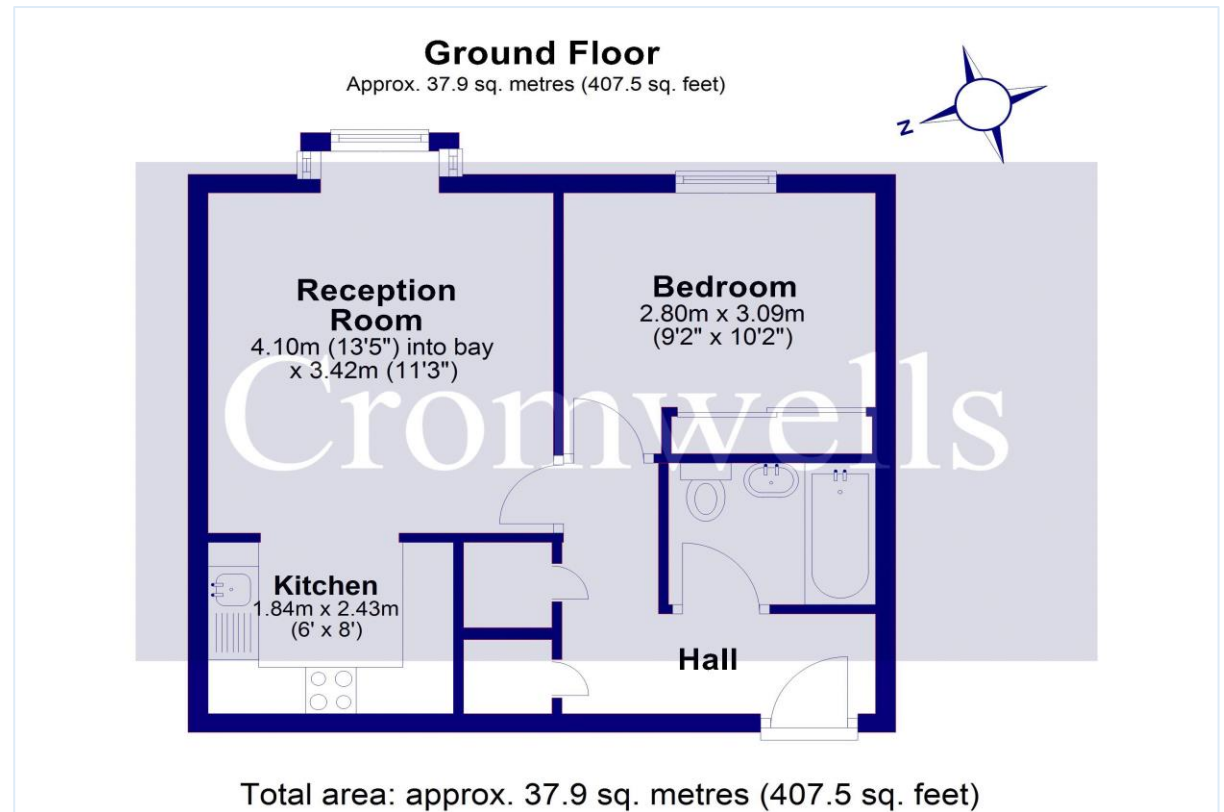 Ground Floor
Approx. 37.9 sq. metres (407.5 sq. feet)
N
Reception
Room
4.10m (13'5") into bay
x 3.42m (11'3")
Bedroom
2.80m x 3.09m
(9'2" x 10'2")
Cromwells
Kitchen
1.84m x 2.43m
(6' x 8')
Hall
Total area: approx. 37.9 sq. metres (407.5 sq. feet)